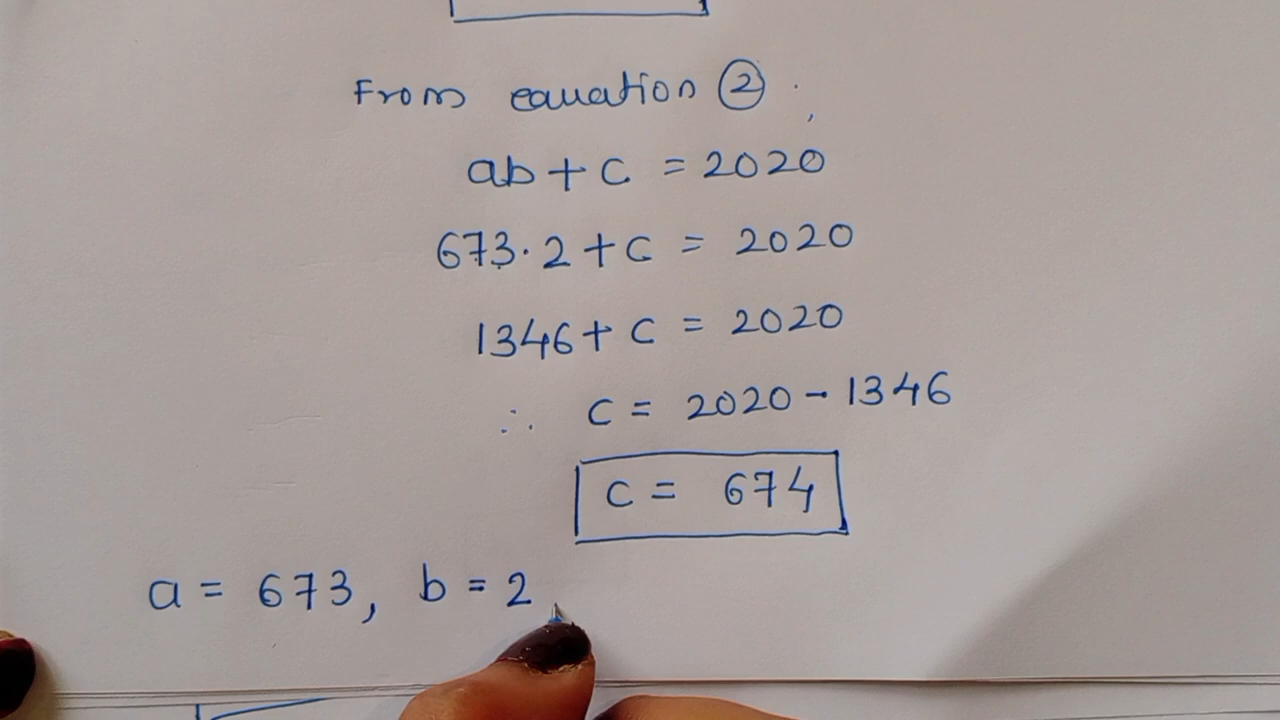 From equation ②
ab + c = 2020
673·2 + c = 2020
1346 + c = 2020
∴ c = 2020 - 1346
c = 674
a = 673, b = 2